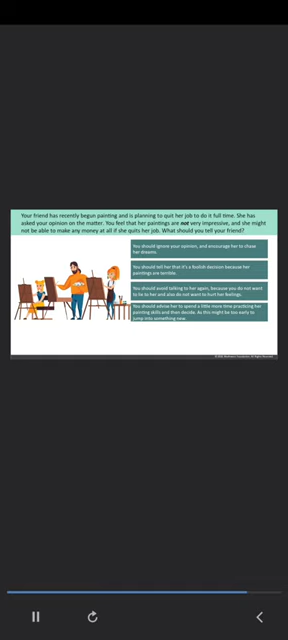 Your friend has recently begun painting and is planning to quit her job to do it full time. She has
asked your opinion on the matter. You feel that her paintings are not very impressive, and she might
not be able to make any money at all if she quits her job. What should you tell your friend?
You should ignore your opinion, and encourage her to chase
her dreams.
You should tell her that it's a foolish decision because her
paintings are terrible.
You should avoid talking to her again, because you do not want
to lie to her and also do not want to hurt her feelings.
You should advise her to spend a little more time practicing her
painting skills and then decide. As this might be too early to
jump into something new.